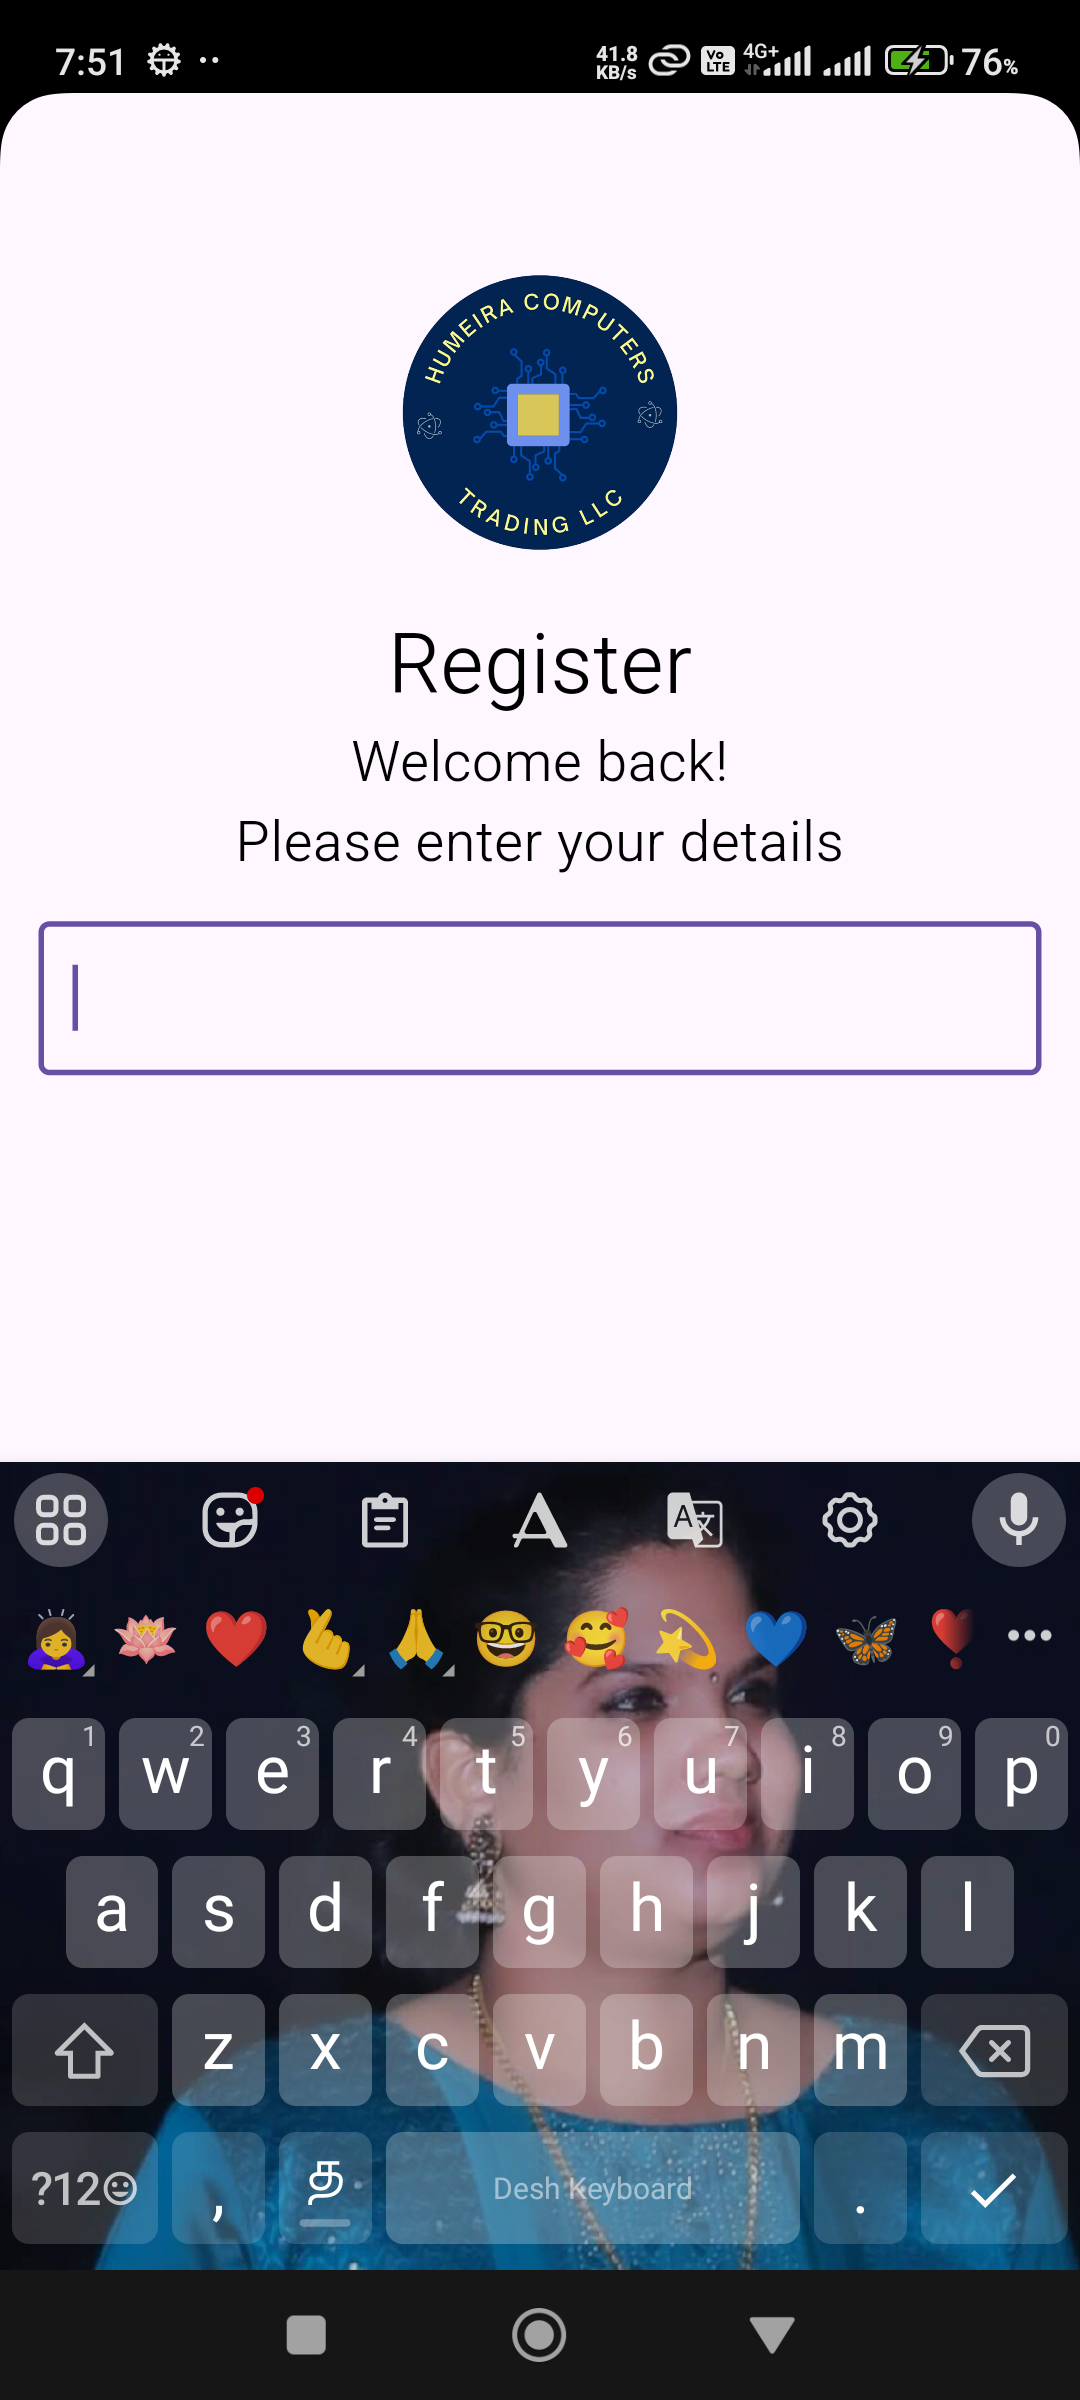 7:51 41.8 KB/s Vo LTE 4G+ 76%
HUMEIRA COMPUTERS
TRADING LLC
Register
Welcome back!
Please enter your details
A A 文
1 2 3 4 5 6 7 8 9 0
q w e r t y u i o p
a s d f g h j k l
z x c v b n m
?12 , த Desh Keyboard .